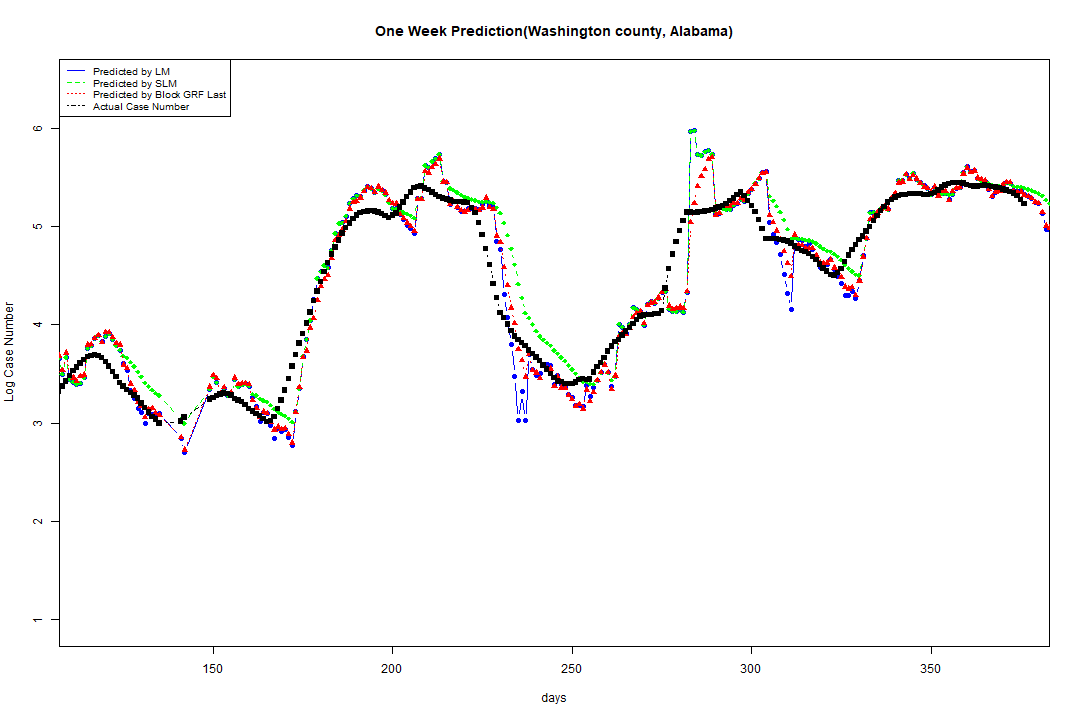 One Week Prediction(Washington county, Alabama)
Predicted by LM
Predicted by SLM
Predicted by Block GRF Last
Actual Case Number
Log Case Number
6
5
4
3
2
1
150 200 250 300 350
days